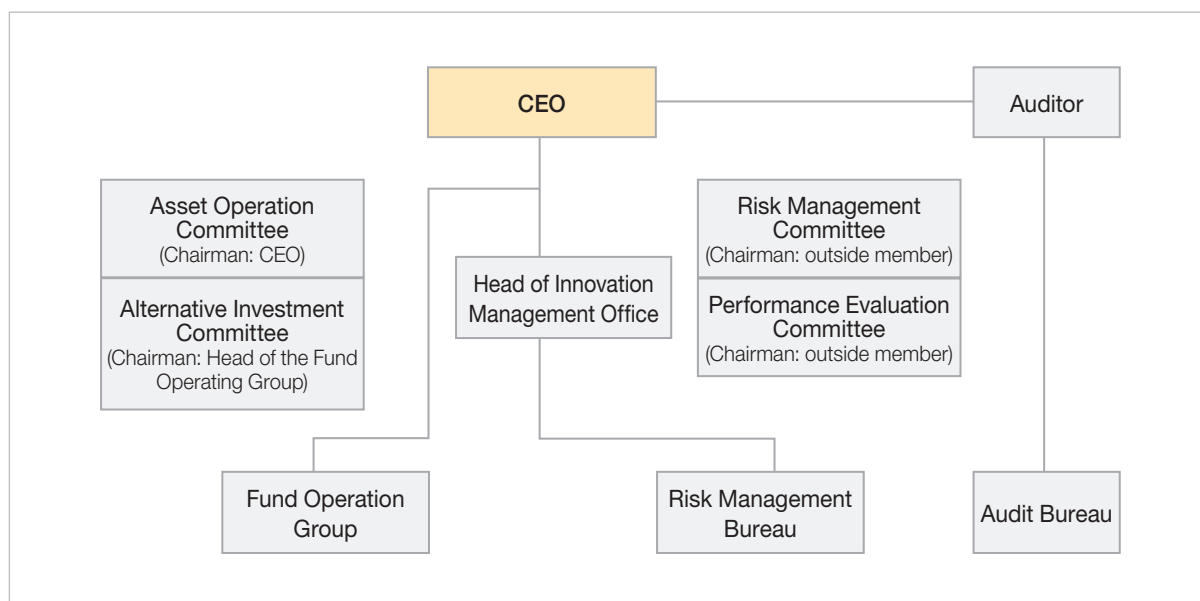 CEO
Auditor
Asset Operation
Committee
(Chairman: CEO)
Alternative Investment
Committee
(Chairman: Head of the Fund
Operating Group)
Head of Innovation
Management Office
Risk Management
Committee
(Chairman: outside member)
Performance Evaluation
Committee
(Chairman: outside member)
Fund Operation
Group
Risk Management
Bureau
Audit Bureau